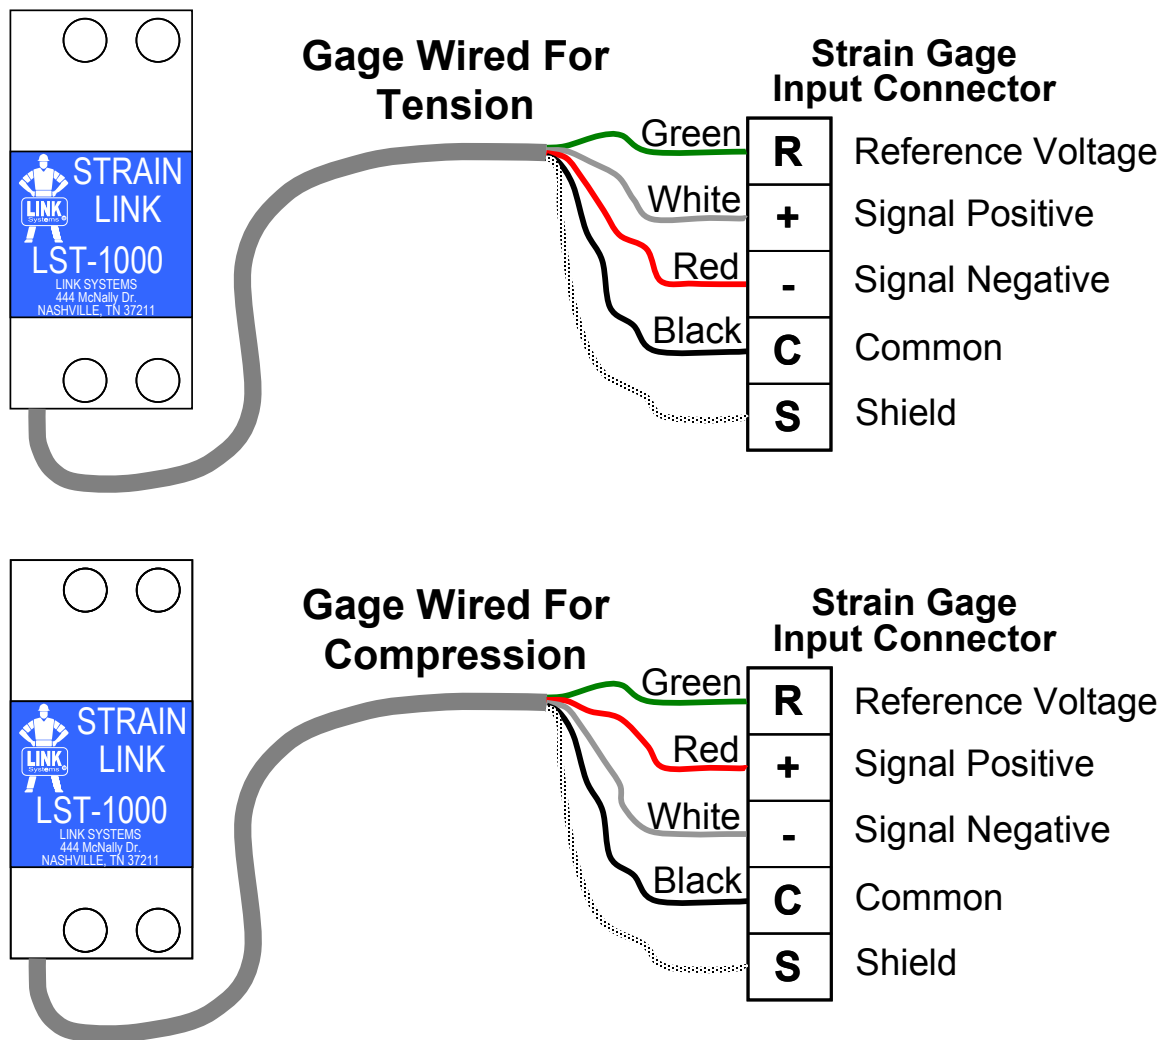 Gage Wired For
Tension
Strain Gage
Input Connector
STRAIN
LINK
LINK
Systems
LST-1000
LINK SYSTEMS
444 McNally Dr.
NASHVILLE, TN 37211
Green R Reference Voltage
White + Signal Positive
Red - Signal Negative
Black C Common
S Shield
Gage Wired For
Compression
Strain Gage
Input Connector
STRAIN
LINK
LINK
Systems
LST-1000
LINK SYSTEMS
444 McNally Dr.
NASHVILLE, TN 37211
Green R Reference Voltage
Red + Signal Positive
White - Signal Negative
Black C Common
S Shield